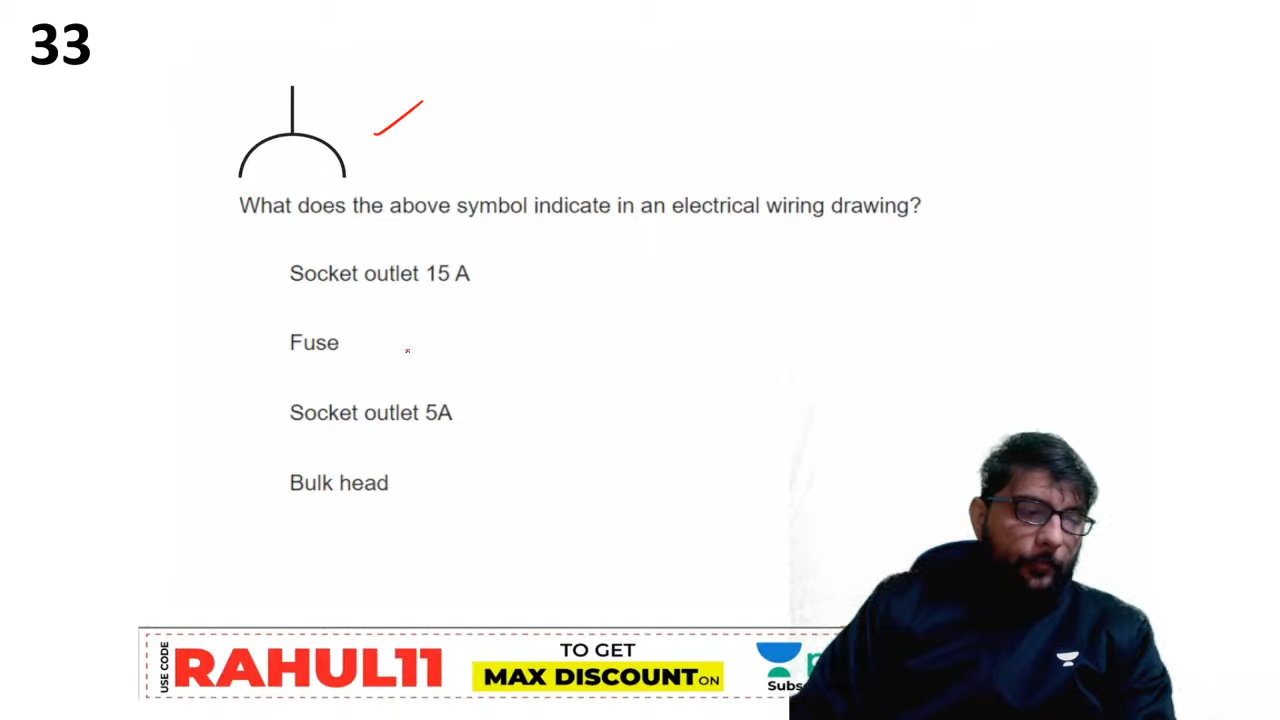 33
What does the above symbol indicate in an electrical wiring drawing?
Socket outlet 15 A
Fuse
Socket outlet 5A
Bulk head
USE CODE
RAHUL11
TO GET
MAX DISCOUNT ON